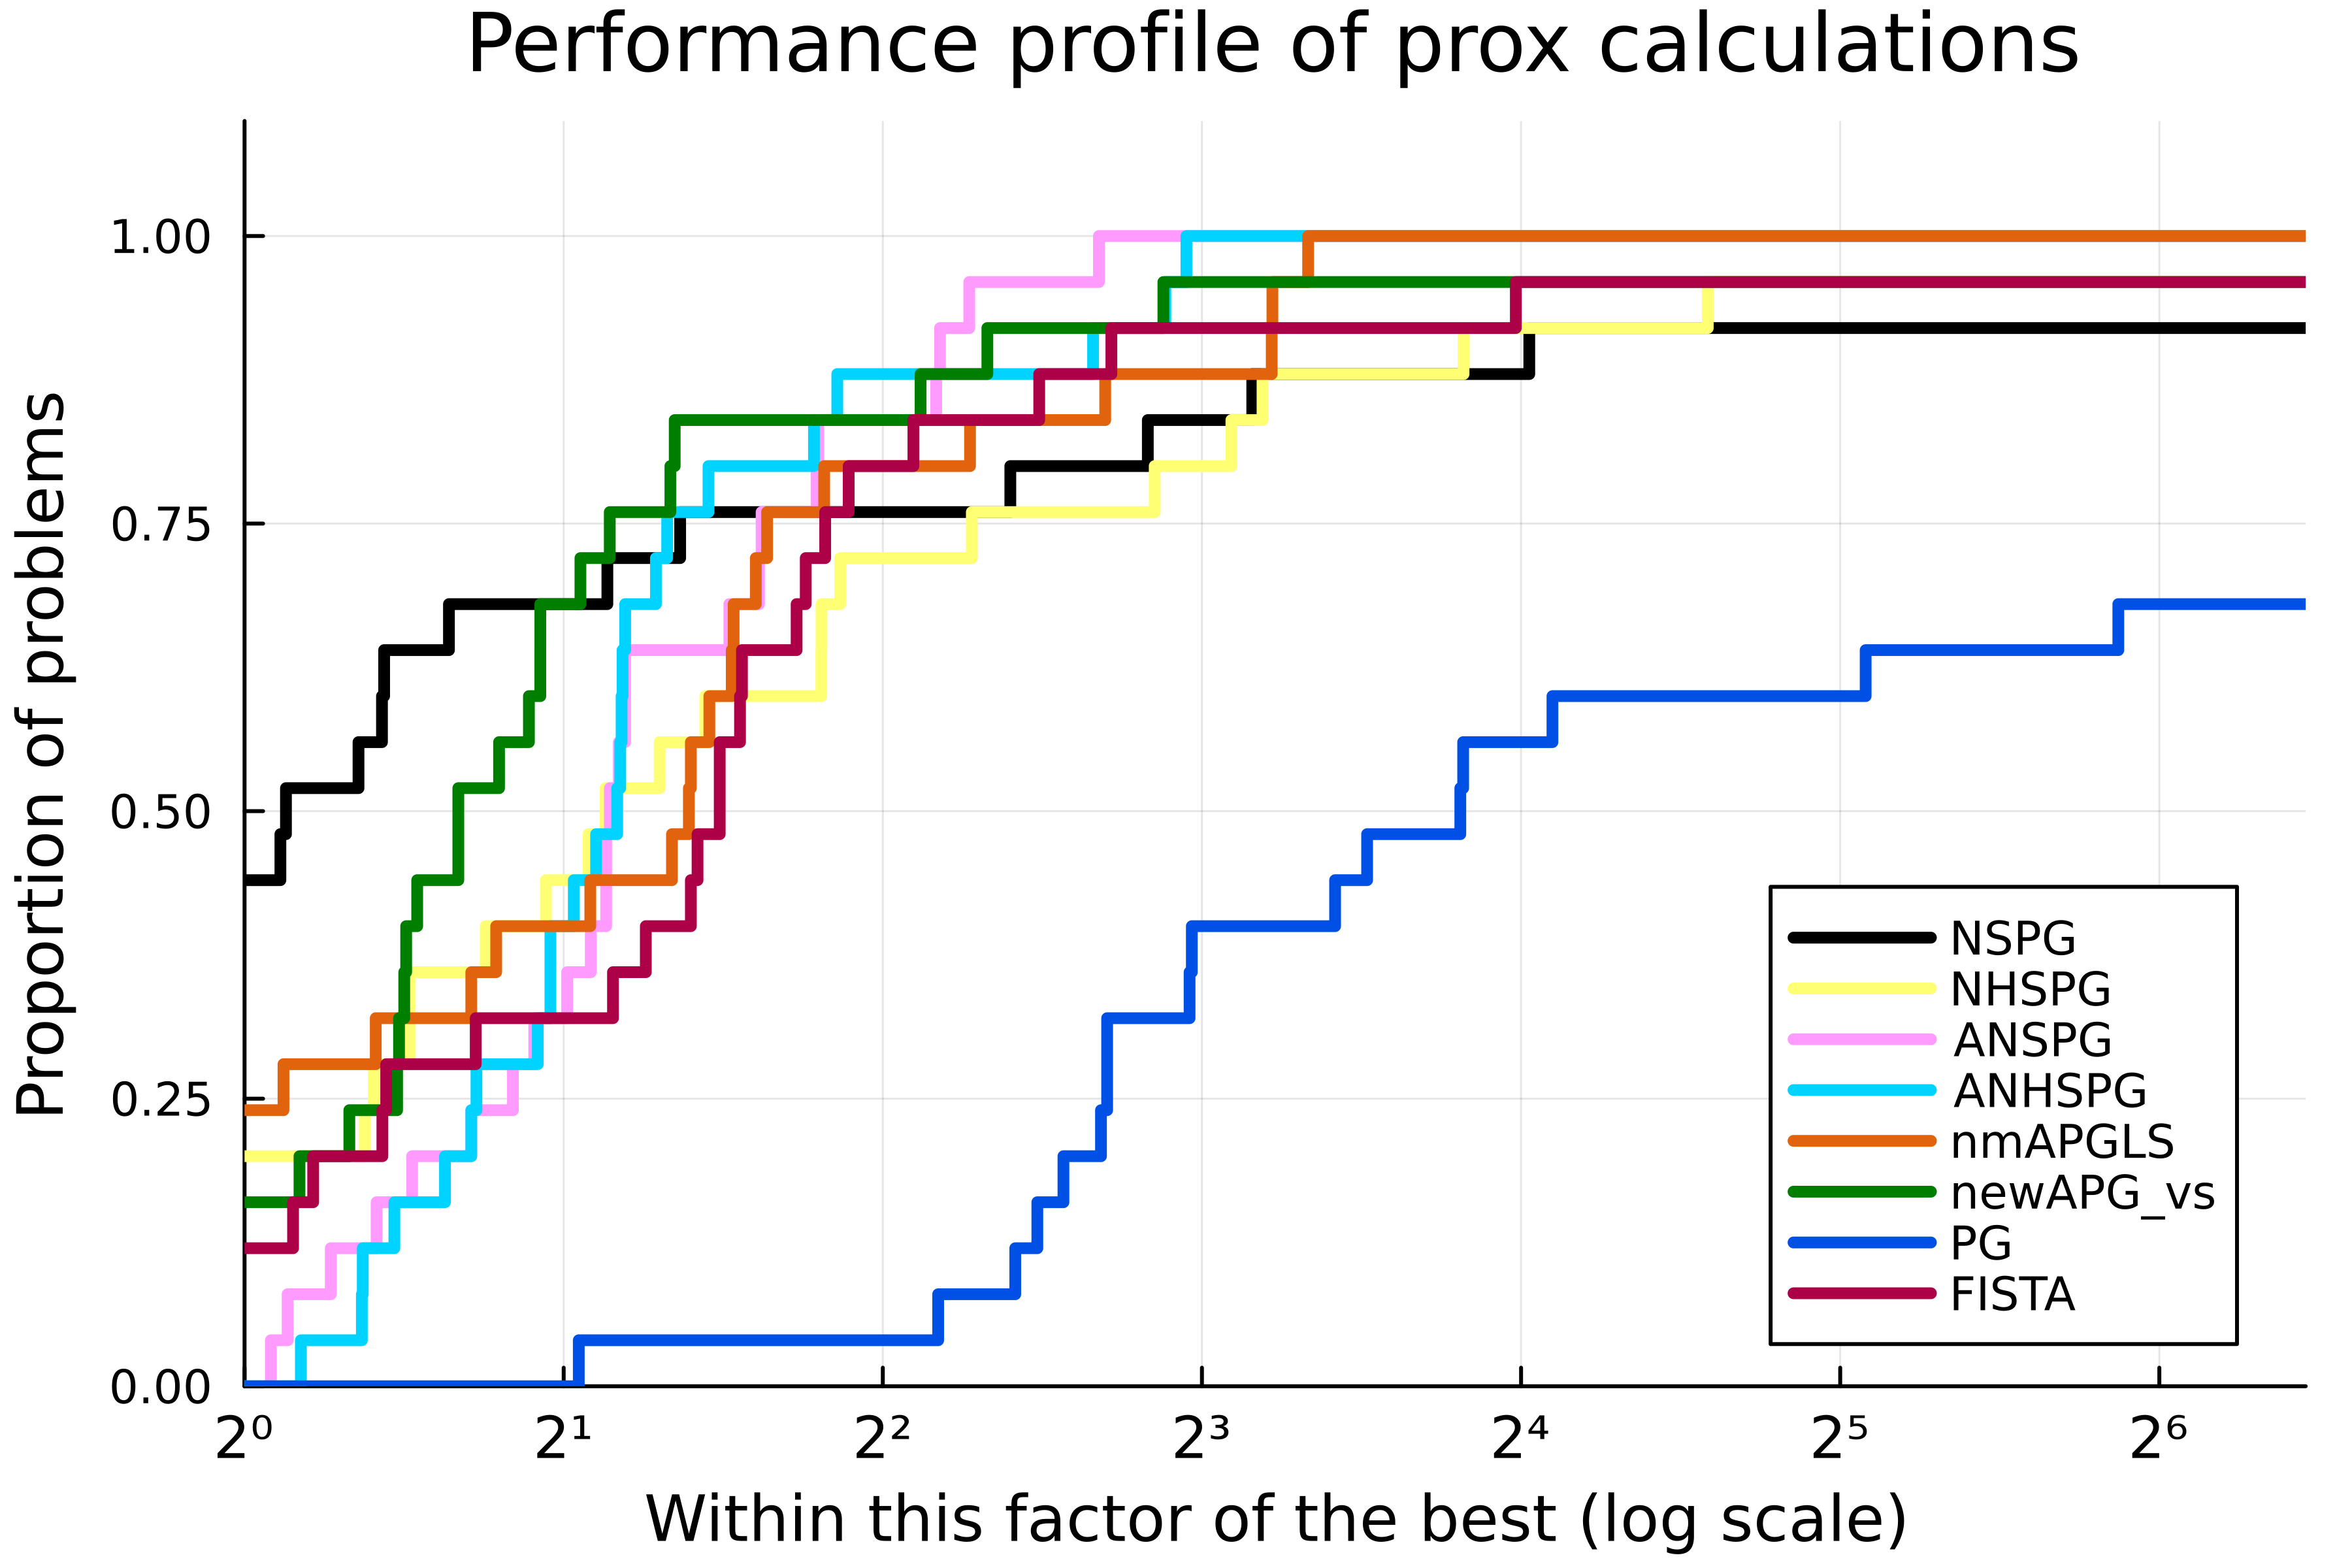 Performance profile of prox calculations
Proportion of problems
1.00
0.75
0.50
0.25
0.00
NSPG
NHSPG
ANSPG
ANHSPG
nmAPGLS
newAPG_vs
PG
FISTA
2⁰ 2¹ 2² 2³ 2⁴ 2⁵ 2⁶
Within this factor of the best (log scale)